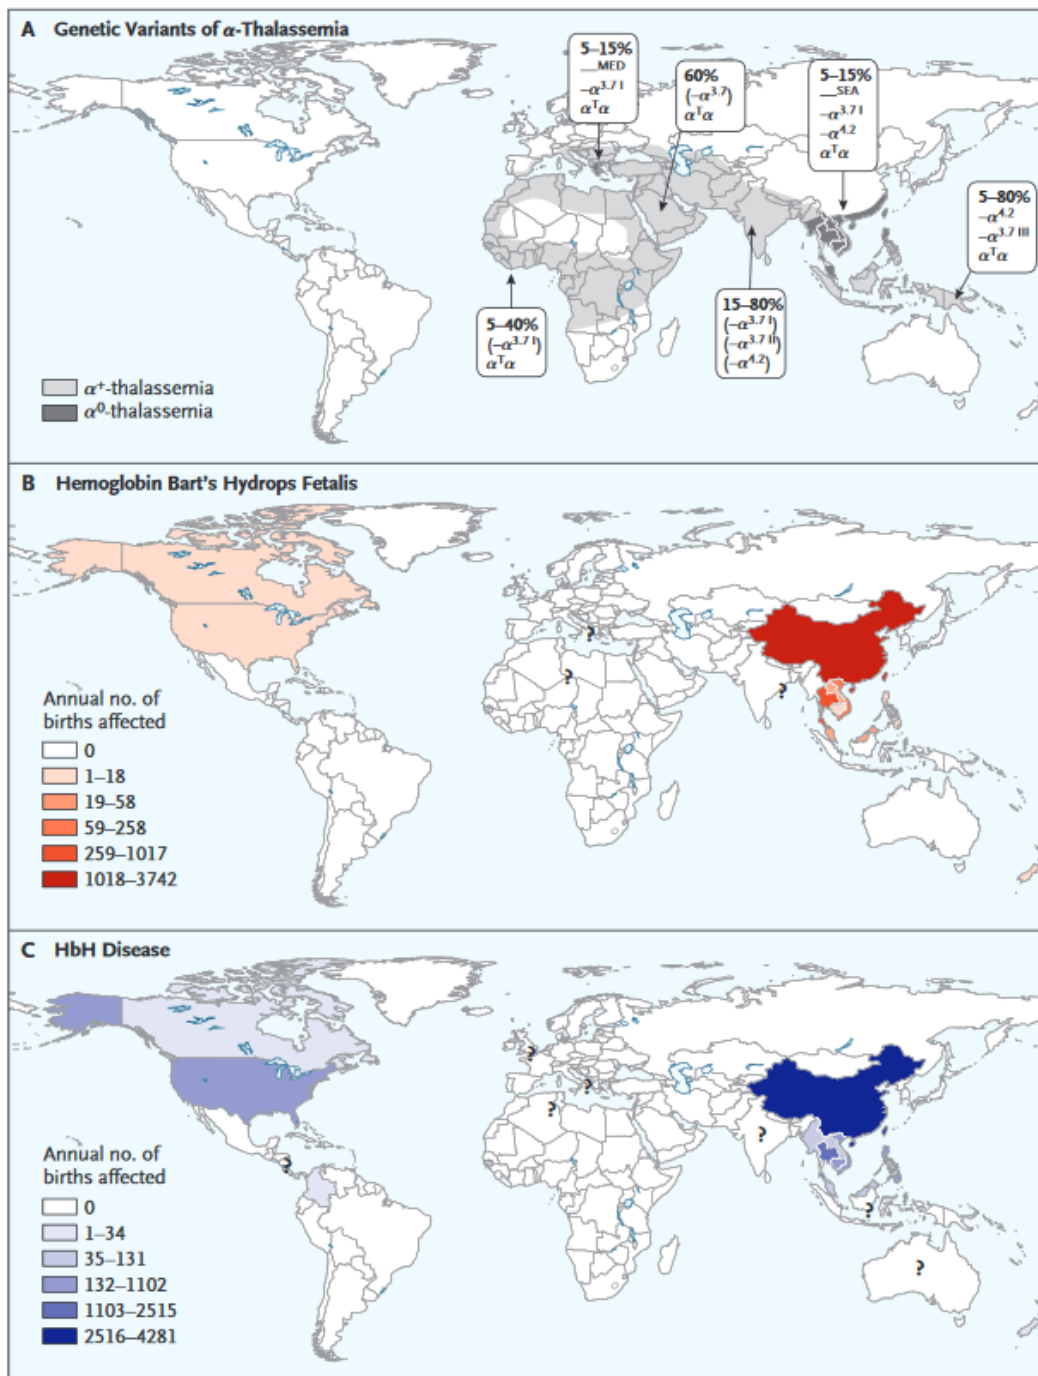 A Genetic Variants of α-Thalassemia
5–15%
__MED
–α3.7 I
αTα
60%
(–α3.7)
αTα
5–15%
__SEA
–α3.7 I
–α4.2
αTα
5–80%
–α4.2
–α3.7 III
αTα
5–40%
(–α3.7 I)
αTα
15–80%
(–α3.7 I)
(–α3.7 II)
(–α4.2)
α+-thalassemia
α0-thalassemia
B Hemoglobin Bart's Hydrops Fetalis
?
?
?
Annual no. of
births affected
0
1–18
19–58
59–258
259–1017
1018–3742
C HbH Disease
?
?
?
?
?
?
?
Annual no. of
births affected
0
1–34
35–131
132–1102
1103–2515
2516–4281